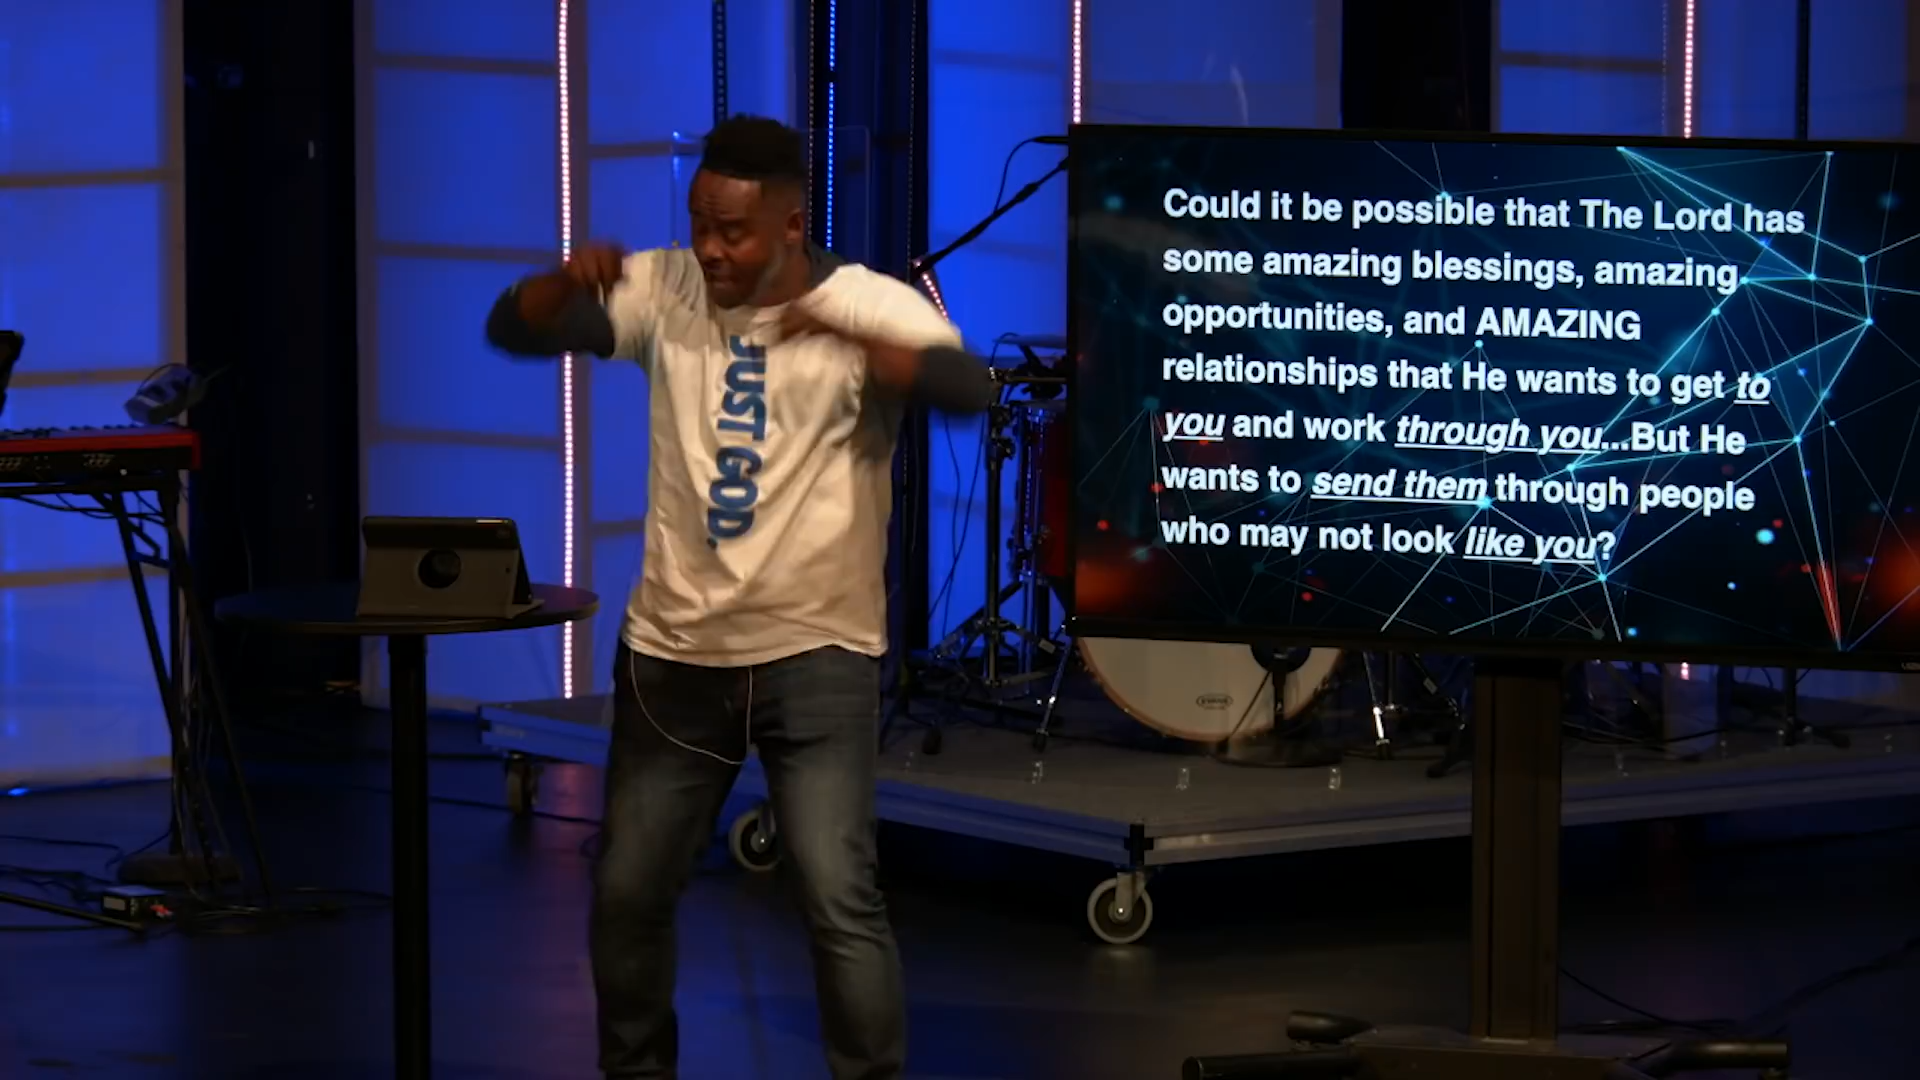 Could it be possible that The Lord has
some amazing blessings, amazing
opportunities, and AMAZING
relationships that He wants to get to
you and work through you...But He
wants to send them through people
who may not look like you?
JUST GOD.
EVANS